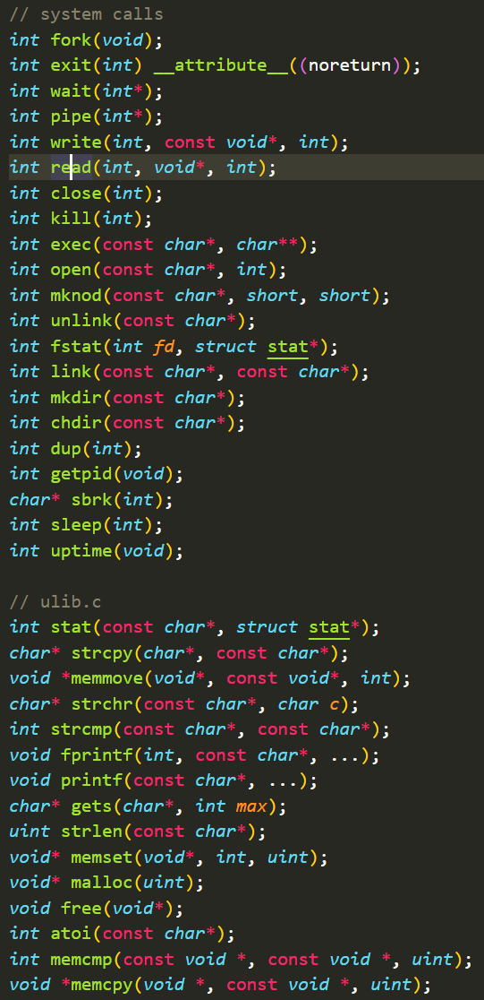 // system calls
int fork(void);
int exit(int) __attribute__((noreturn));
int wait(int*);
int pipe(int*);
int write(int, const void*, int);
int read(int, void*, int);
int close(int);
int kill(int);
int exec(const char*, char**);
int open(const char*, int);
int mknod(const char*, short, short);
int unlink(const char*);
int fstat(int fd, struct stat*);
int link(const char*, const char*);
int mkdir(const char*);
int chdir(const char*);
int dup(int);
int getpid(void);
char* sbrk(int);
int sleep(int);
int uptime(void);

// ulib.c
int stat(const char*, struct stat*);
char* strcpy(char*, const char*);
void *memmove(void*, const void*, int);
char* strchr(const char*, char c);
int strcmp(const char*, const char*);
void fprintf(int, const char*, ...);
void printf(const char*, ...);
char* gets(char*, int max);
uint strlen(const char*);
void* memset(void*, int, uint);
void* malloc(uint);
void free(void*);
int atoi(const char*);
int memcmp(const void *, const void *, uint);
void *memcpy(void *, const void *, uint);